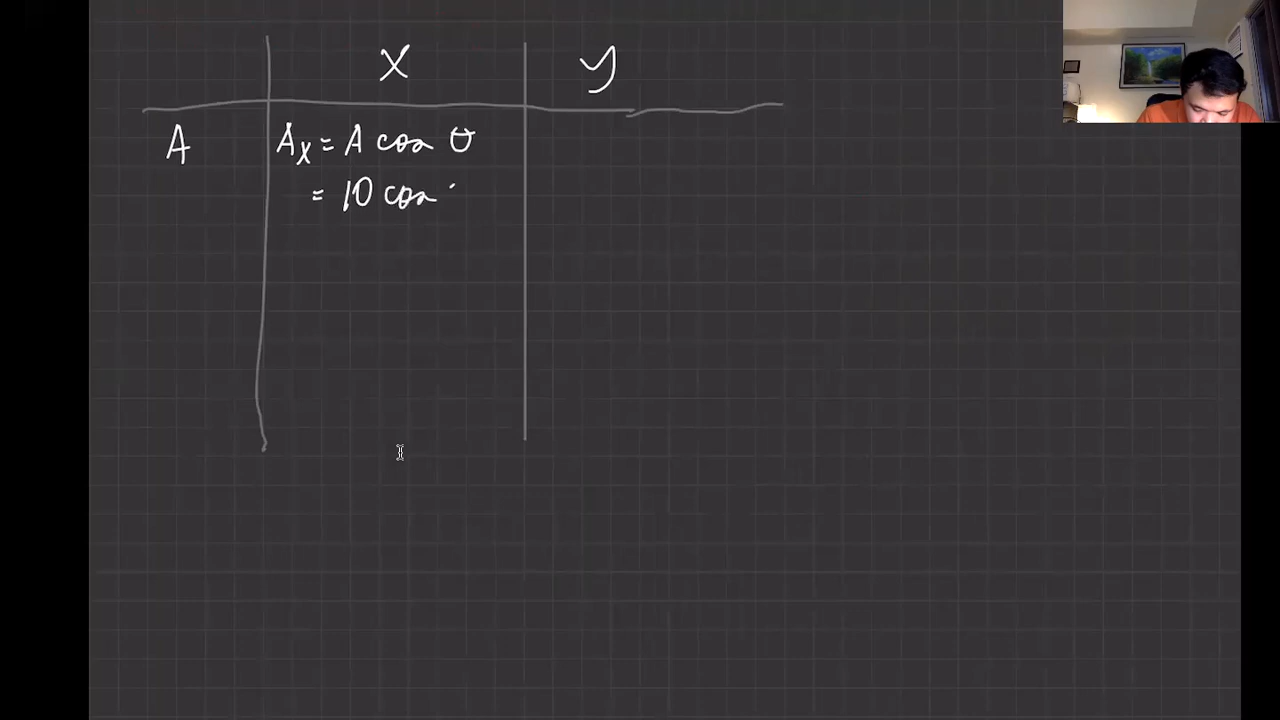 X y
A Ax = A cos θ
= 10 cos